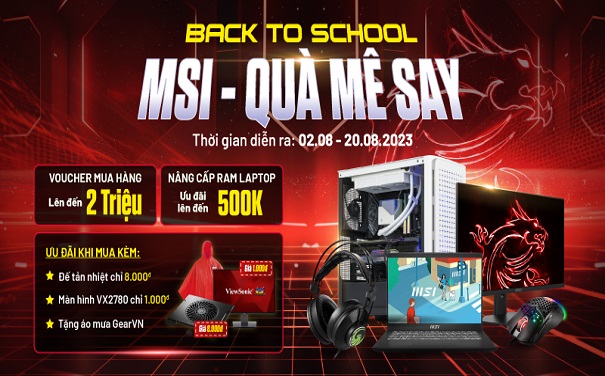 BACK TO SCHOOL
MSI - QUÀ MÊ SAY
Thời gian diễn ra: 02.08 - 20.08.2023
VOUCHER MUA HÀNG
Lên đến 2 Triệu
NÂNG CẤP RAM LAPTOP
Ưu đãi
lên đến 500K
ƯU ĐÃI KHI MUA KÈM:
Đế tản nhiệt chỉ 8.000đ
Màn hình VX2780 chỉ 1.000đ
Tặng áo mưa GearVN
Giá 1.000đ
ViewSonic
Giá 8.000đ
msi
msi